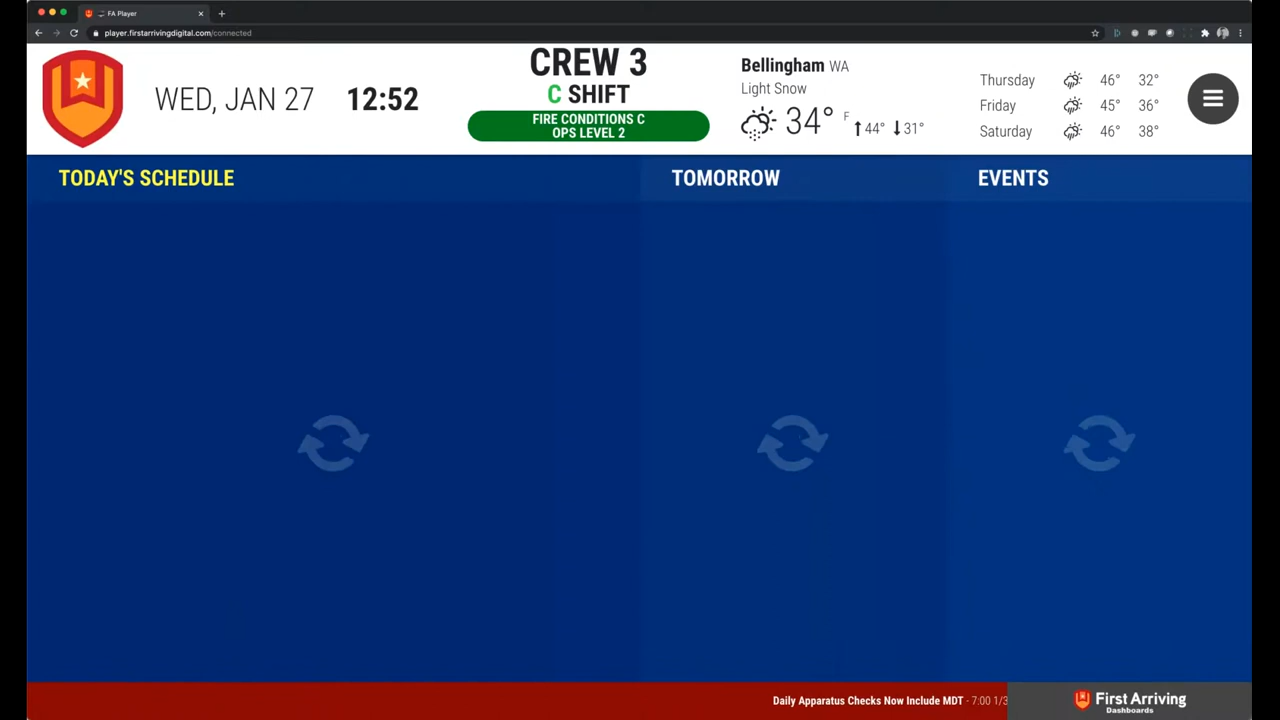 FA Player
player.firstarrivingdigital.com/connected
WED, JAN 27
12:52
CREW 3
C SHIFT
FIRE CONDITIONS C
OPS LEVEL 2
Bellingham WA
Light Snow
34° F
44° 31°
Thursday 46° 32°
Friday 45° 36°
Saturday 46° 38°
TODAY'S SCHEDULE
TOMORROW
EVENTS
Daily Apparatus Checks Now Include MDT - 7:00 1/3
First Arriving
Dashboards